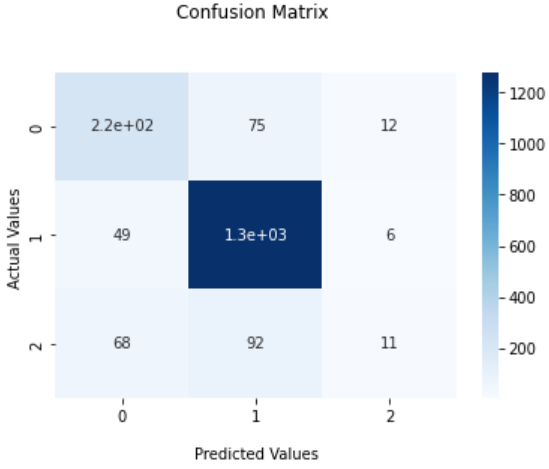 Confusion Matrix
0 2.2e+02 75 12
1 49 1.3e+03 6
2 68 92 11
0 1 2
Predicted Values
Actual Values
1200
1000
800
600
400
200